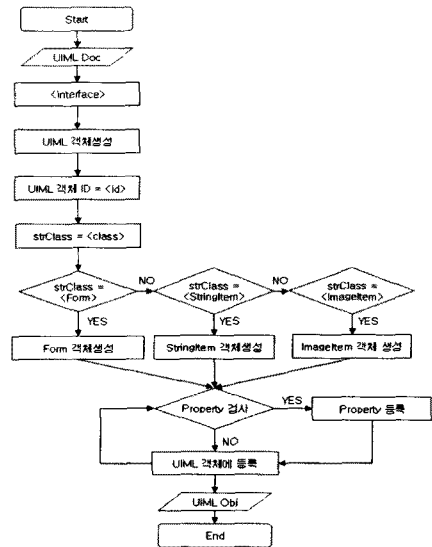 Start
UIML Doc
<interface>
UIML 객체생성
UIML 객체 ID = <id>
strClass = <class>
strClass =
<Form>
NO
strClass =
<StringItem>
NO
strClass =
<ImageItem>
YES
YES
YES
Form 객체생성
StringItem 객체생성
ImageItem 객체 생성
Property 검사
YES
Property 등록
NO
UIML 객체에 등록
UIML Obj
End